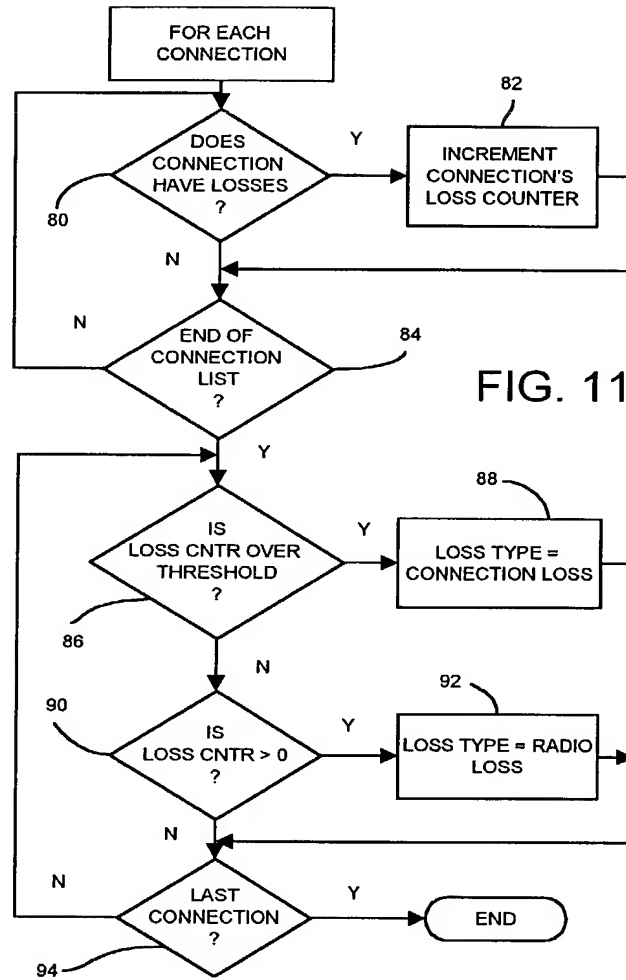 FOR EACH
CONNECTION
82
DOES
CONNECTION
HAVE LOSSES
?
Y
INCREMENT
CONNECTION'S
LOSS COUNTER
80
N
N
END OF
CONNECTION
LIST
?
84
FIG. 11
Y
88
IS
LOSS CNTR OVER
THRESHOLD
?
Y
LOSS TYPE =
CONNECTION LOSS
86
N
90
92
IS
LOSS CNTR > 0
?
Y
LOSS TYPE = RADIO
LOSS
N
N
LAST
CONNECTION
?
Y
END
94